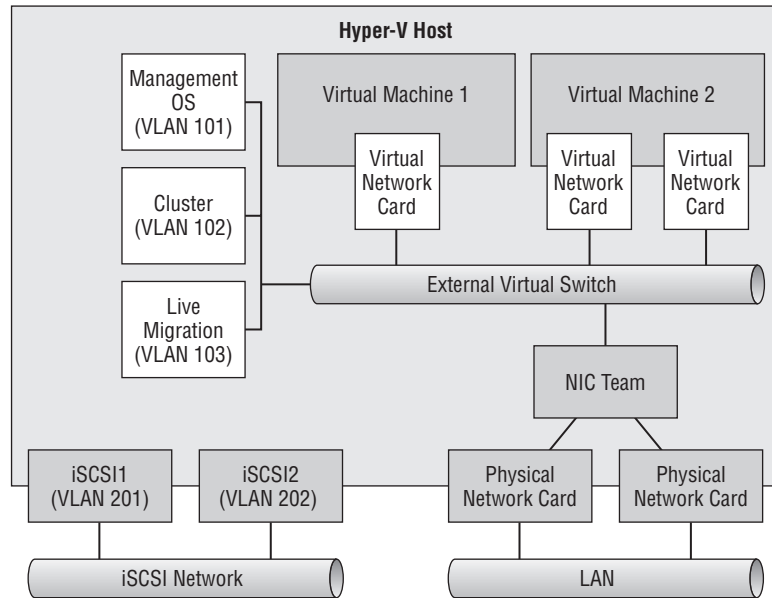 Hyper-V Host
Management
OS
(VLAN 101)
Virtual Machine 1
Virtual Machine 2
Virtual
Network
Card
Virtual
Network
Card
Virtual
Network
Card
Cluster
(VLAN 102)
External Virtual Switch
Live
Migration
(VLAN 103)
NIC Team
iSCSI1
(VLAN 201)
iSCSI2
(VLAN 202)
Physical
Network Card
Physical
Network Card
iSCSI Network
LAN